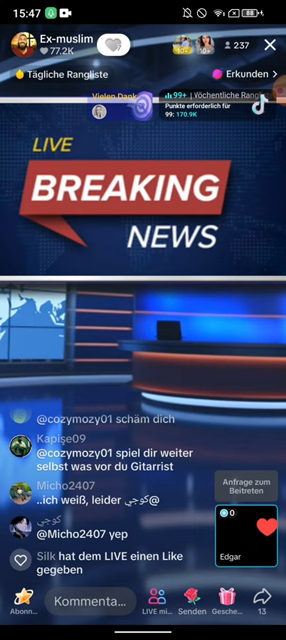 15:47
Ex-muslim
77.2K
237
Tägliche Rangliste
Erkunden
Vielen Dank
99+ | Wöchentliche Rangliste
Punkte erforderlich für
99: 170.9K
LIVE
BREAKING
NEWS
@cozymozy01 schäm dich
Kapişe09
@cozymozy01 spiel dir weiter
selbst was vor du Gitarrist
Micho2407
..ich weiß, leider كوجي@
كوجي
@Micho2407 yep
Silk hat dem LIVE einen Like
gegeben
Anfrage zum
Beitreten
0
Edgar
Kommenta...
Abonn...
LIVE mi...
Senden
Gesche...
13